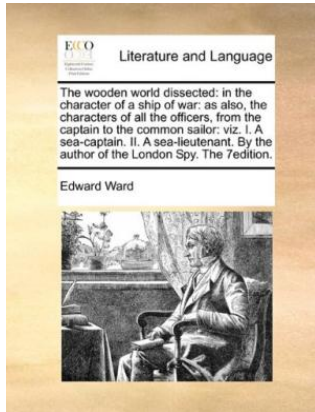 ECCO
Literature and Language
The wooden world dissected: in the
character of a ship of war: as also, the
characters of all the officers, from the
captain to the common sailor: viz. I. A
sea-captain. II. A sea-lieutenant. By the
author of the London Spy. The 7edition.
Edward Ward